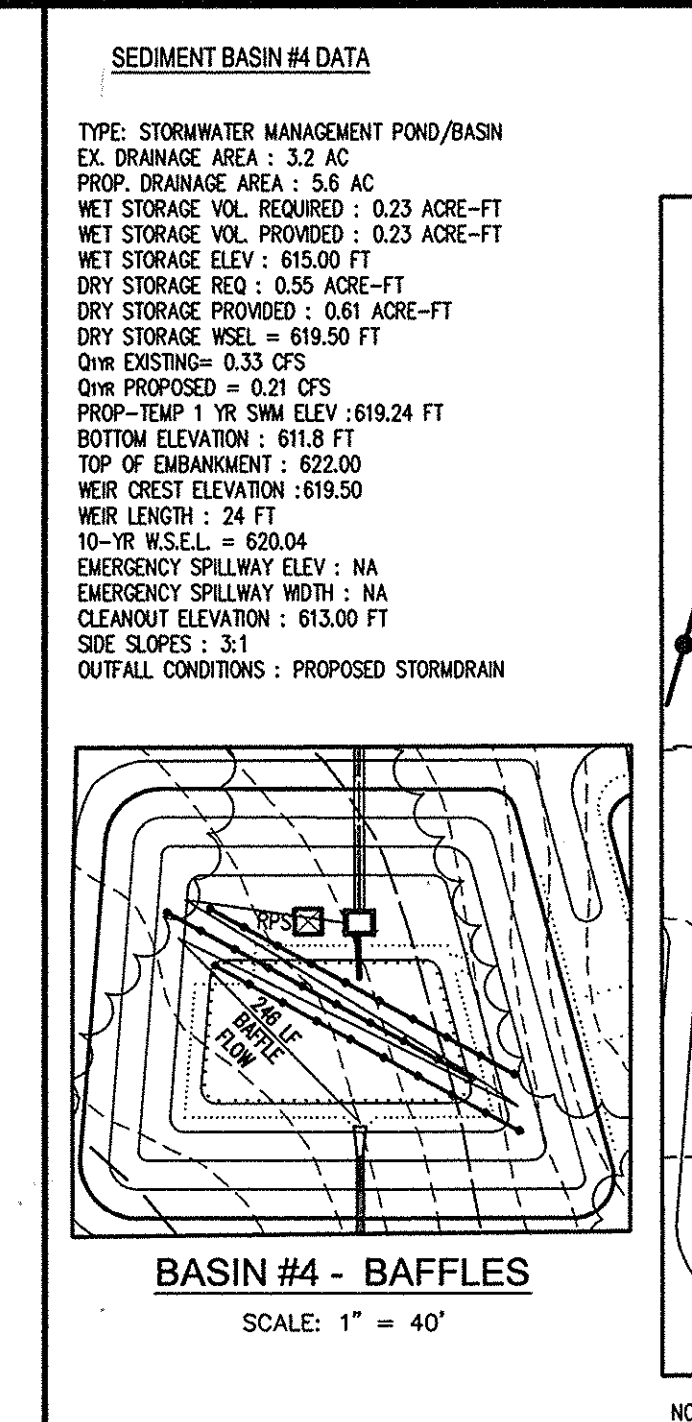 SEDIMENT BASIN #4 DATA
TYPE: STORMWATER MANAGEMENT POND/BASIN
EX. DRAINAGE AREA : 3.2 AC
PROP. DRAINAGE AREA : 5.6 AC
WET STORAGE VOL. REQUIRED : 0.23 ACRE-FT
WET STORAGE VOL. PROVIDED : 0.23 ACRE-FT
WET STORAGE ELEV : 615.00 FT
DRY STORAGE REQ : 0.55 ACRE-FT
DRY STORAGE PROVIDED : 0.61 ACRE-FT
DRY STORAGE WSEL = 619.50 FT
Q1YR EXISTING= 0.33 CFS
Q1YR PROPOSED = 0.21 CFS
PROP-TEMP 1 YR SWM ELEV :619.24 FT
BOTTOM ELEVATION : 611.8 FT
TOP OF EMBANKMENT : 622.00
WEIR CREST ELEVATION :619.50
WEIR LENGTH : 24 FT
10-YR W.S.E.L. = 620.04
EMERGENCY SPILLWAY ELEV : NA
EMERGENCY SPILLWAY WIDTH : NA
CLEANOUT ELEVATION : 613.00 FT
SIDE SLOPES : 3:1
OUTFALL CONDITIONS : PROPOSED STORMDRAIN
RPS
246 LF
BAFFLE
FLOW
BASIN #4 - BAFFLES
SCALE: 1" = 40'